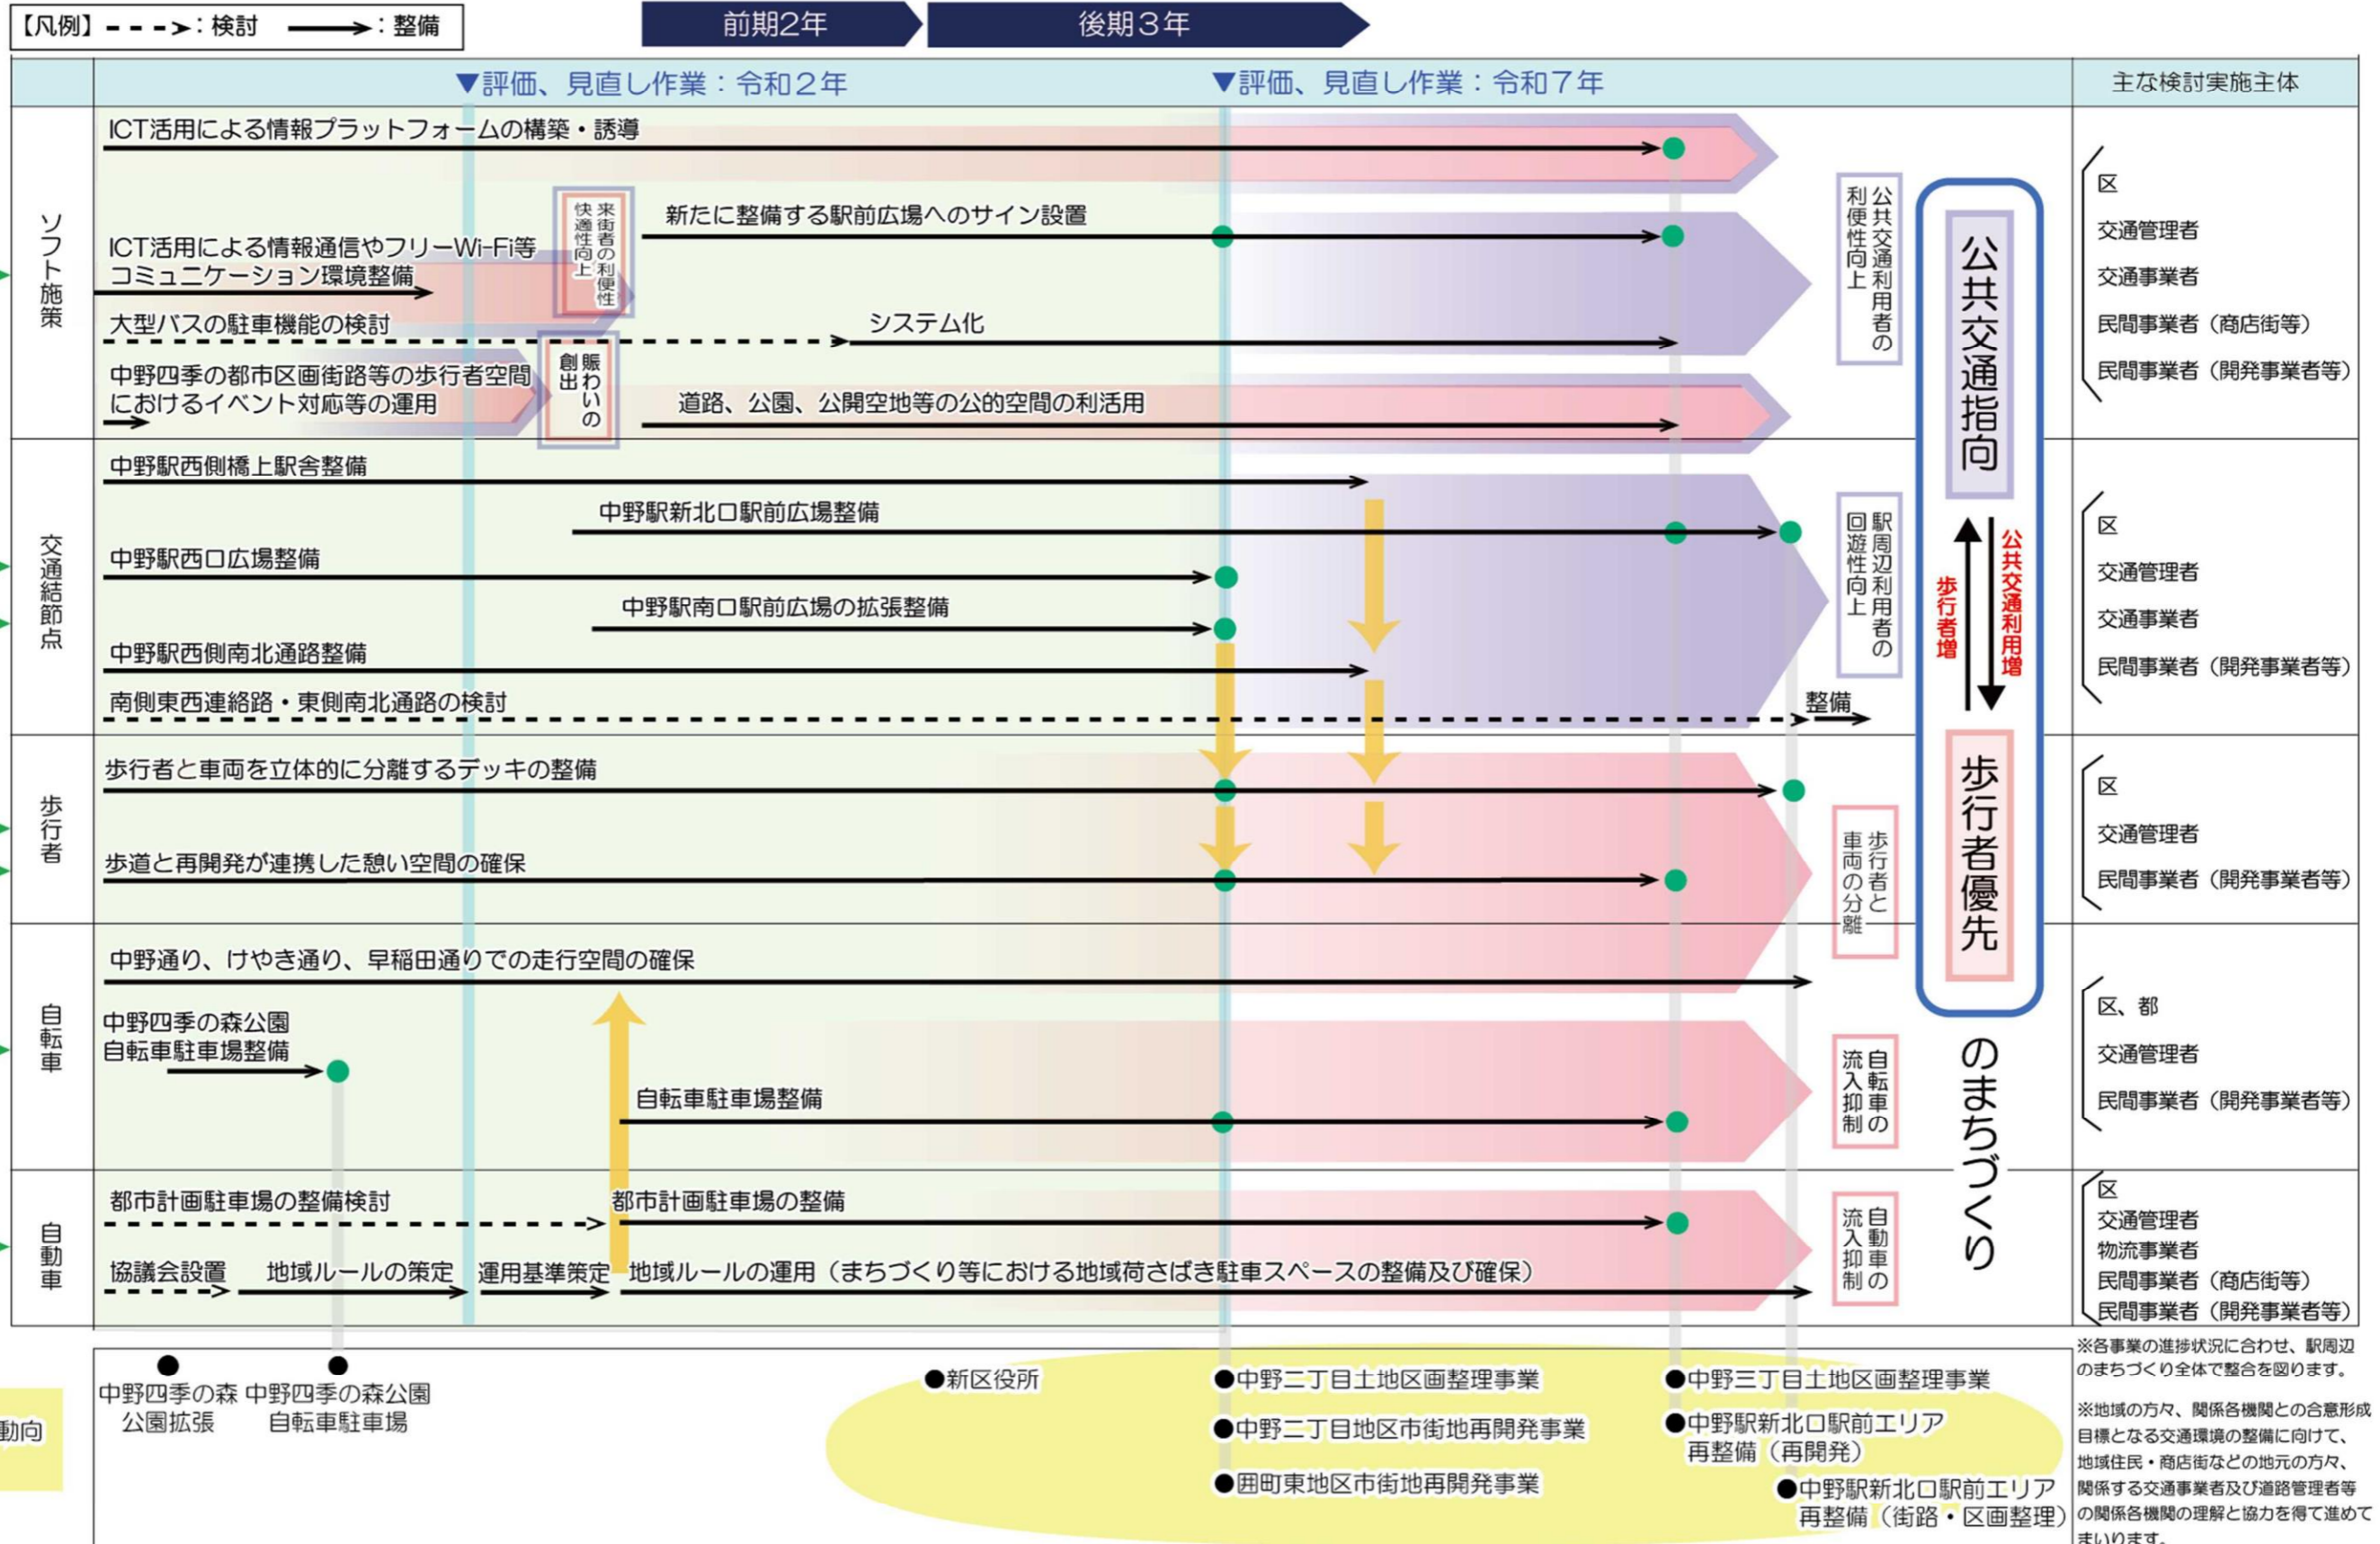 【凡例】 ：検討 ：整備
前期2年
後期3年
▼評価、見直し作業：令和2年
▼評価、見直し作業：令和7年
主な検討実施主体
ソフト施策
ICT活用による情報プラットフォームの構築・誘導
来街者の利便性
快適性向上
新たに整備する駅前広場へのサイン設置
ICT活用による情報通信やフリーWi-Fi等
コミュニケーション環境整備
大型バスの駐車機能の検討
システム化
中野四季の都市区画街路等の歩行者空間
におけるイベント対応等の運用
賑わいの
創出
道路、公園、公開空地等の公的空間の利活用
公共交通利用者の
利便性向上
区
交通管理者
交通事業者
民間事業者（商店街等）
民間事業者（開発事業者等）
交通結節点
中野駅西側橋上駅舎整備
中野駅新北口駅前広場整備
中野駅西口広場整備
中野駅南口駅前広場の拡張整備
中野駅西側南北通路整備
南側東西連絡路・東側南北通路の検討
整備
駅周辺利用者の
回遊性向上
区
交通管理者
交通事業者
民間事業者（開発事業者等）
歩行者
歩行者と車両を立体的に分離するデッキの整備
歩道と再開発が連携した憩い空間の確保
歩行者と
車両の分離
区
交通管理者
民間事業者（開発事業者等）
自転車
中野通り、けやき通り、早稲田通りでの走行空間の確保
中野四季の森公園
自転車駐車場整備
自転車駐車場整備
自転車の
流入抑制
区、都
交通管理者
民間事業者（開発事業者等）
自動車
都市計画駐車場の整備検討
都市計画駐車場の整備
協議会設置
地域ルールの策定
運用基準策定
地域ルールの運用（まちづくり等における地域荷さばき駐車スペースの整備及び確保）
自動車の
流入抑制
区
交通管理者
物流事業者
民間事業者（商店街等）
民間事業者（開発事業者等）
公共交通指向
公共交通利用増
歩行者増
歩行者優先
のまちづくり
動向
●
中野四季の森
公園拡張
●
中野四季の森公園
自転車駐車場
●新区役所
●中野二丁目土地区画整理事業
●中野二丁目地区市街地再開発事業
●囲町東地区市街地再開発事業
●中野三丁目土地区画整理事業
●中野駅新北口駅前エリア
再整備（再開発）
●中野駅新北口駅前エリア
再整備（街路・区画整理）
※各事業の進捗状況に合わせ、駅周辺
のまちづくり全体で整合を図ります。
※地域の方々、関係各機関との合意形成
目標となる交通環境の整備に向けて、
地域住民・商店街などの地元の方々、
関係する交通事業者及び道路管理者等
の関係各機関の理解と協力を得て進めて
まいります。